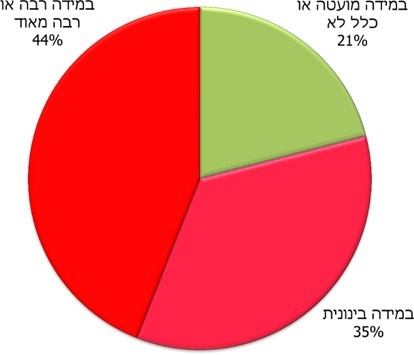 במידה רבה או
רבה מאוד
44%
במידה מועטה או
כלל לא
21%
במידה בינונית
35%